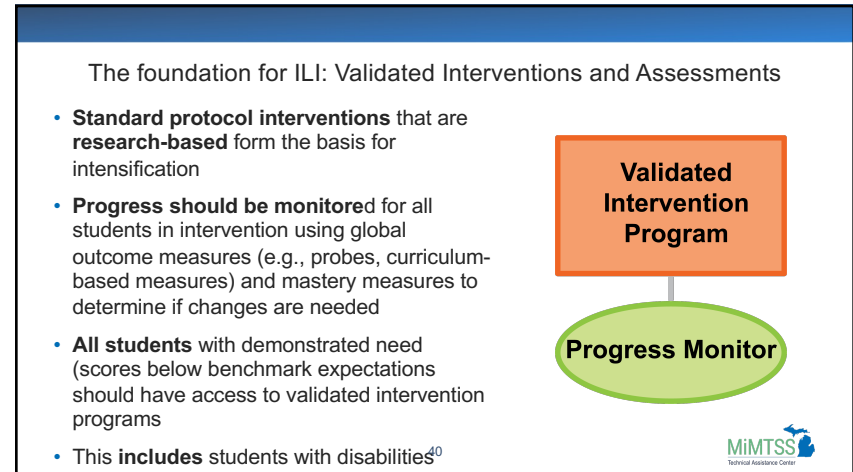 The foundation for ILI: Validated Interventions and Assessments
• Standard protocol interventions that are
research-based form the basis for
intensification
• Progress should be monitored for all
students in intervention using global
outcome measures (e.g., probes, curriculum-
based measures) and mastery measures to
determine if changes are needed
• All students with demonstrated need
(scores below benchmark expectations
should have access to validated intervention
programs
• This includes students with disabilities
40
Validated
Intervention
Program
Progress Monitor
MiMTSS
Technical Assistance Center